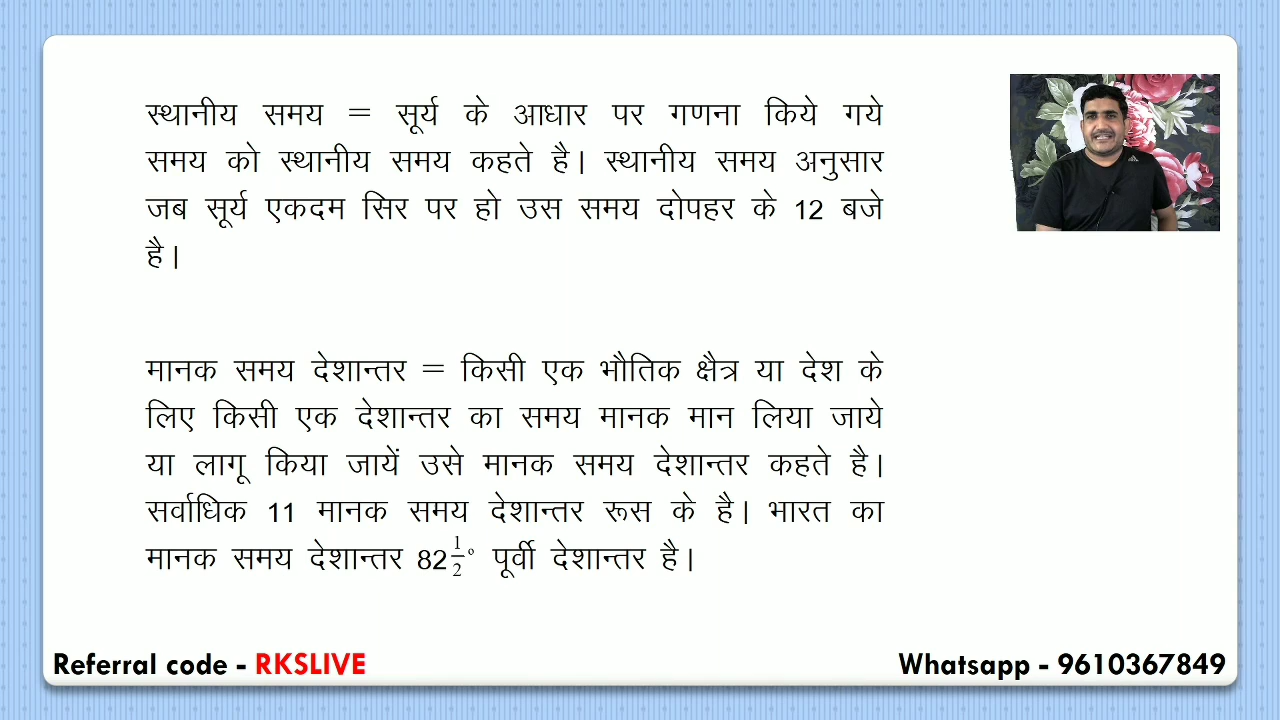 स्थानीय समय = सूर्य के आधार पर गणना किये गये
समय को स्थानीय समय कहते है। स्थानीय समय अनुसार
जब सूर्य एकदम सिर पर हो उस समय दोपहर के 12 बजे
है।
मानक समय देशान्तर = किसी एक भौतिक क्षैत्र या देश के
लिए किसी एक देशान्तर का समय मानक मान लिया जाये
या लागू किया जायें उसे मानक समय देशान्तर कहते है।
सर्वाधिक 11 मानक समय देशान्तर रूस के है। भारत का
मानक समय देशान्तर 82 1/2° पूर्वी देशान्तर है।
Referral code - RKSLIVE
Whatsapp - 9610367849